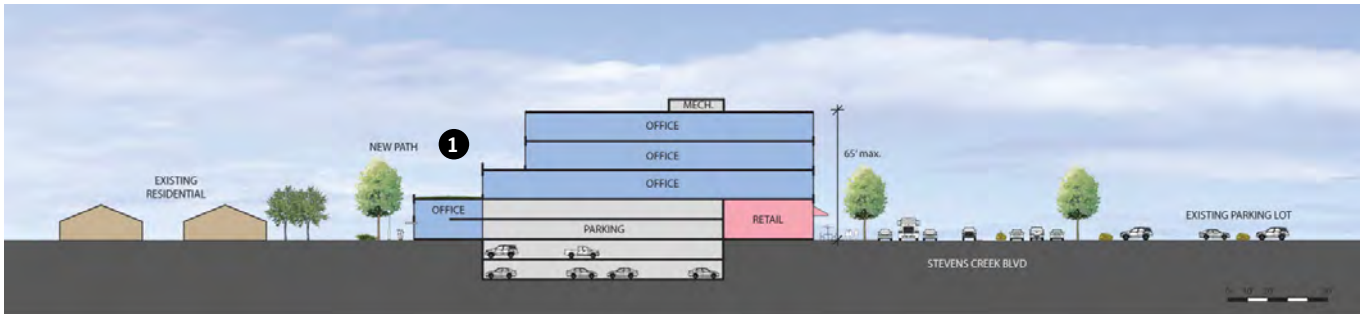 MECH.
OFFICE
NEW PATH
1
OFFICE
65' max.
EXISTING
RESIDENTIAL
OFFICE
OFFICE
RETAIL
EXISTING PARKING LOT
PARKING
STEVENS CREEK BLVD